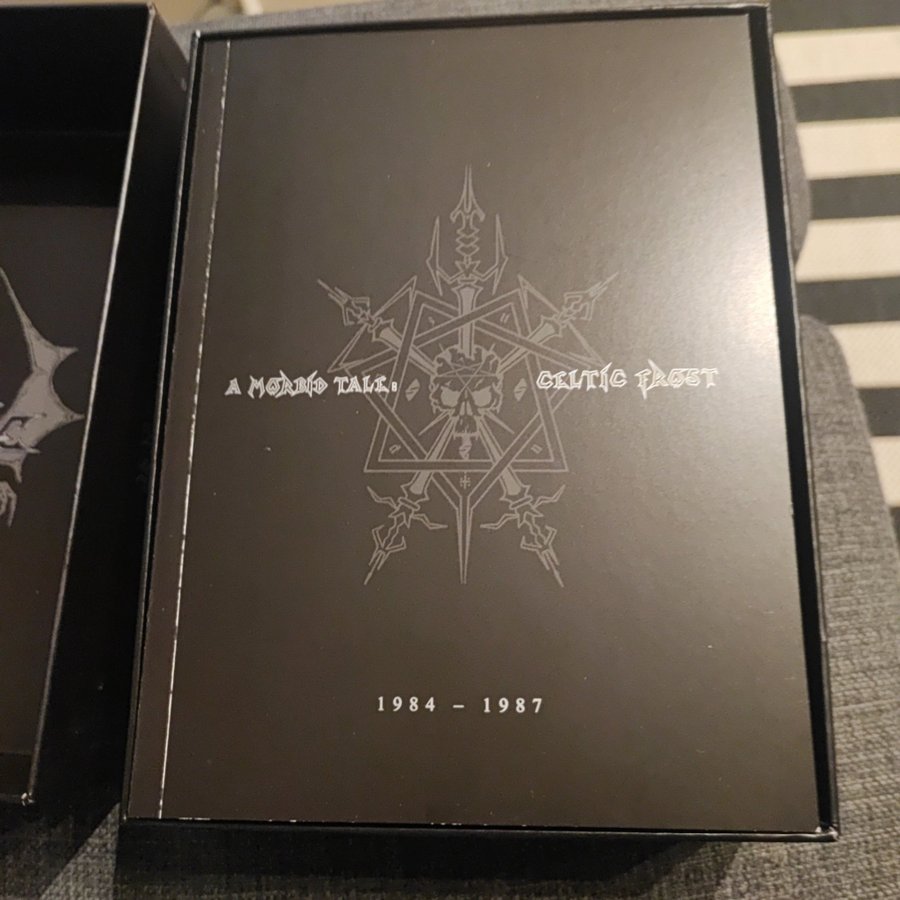 A MORBID TALE: CELTIC FROST
1984 – 1987